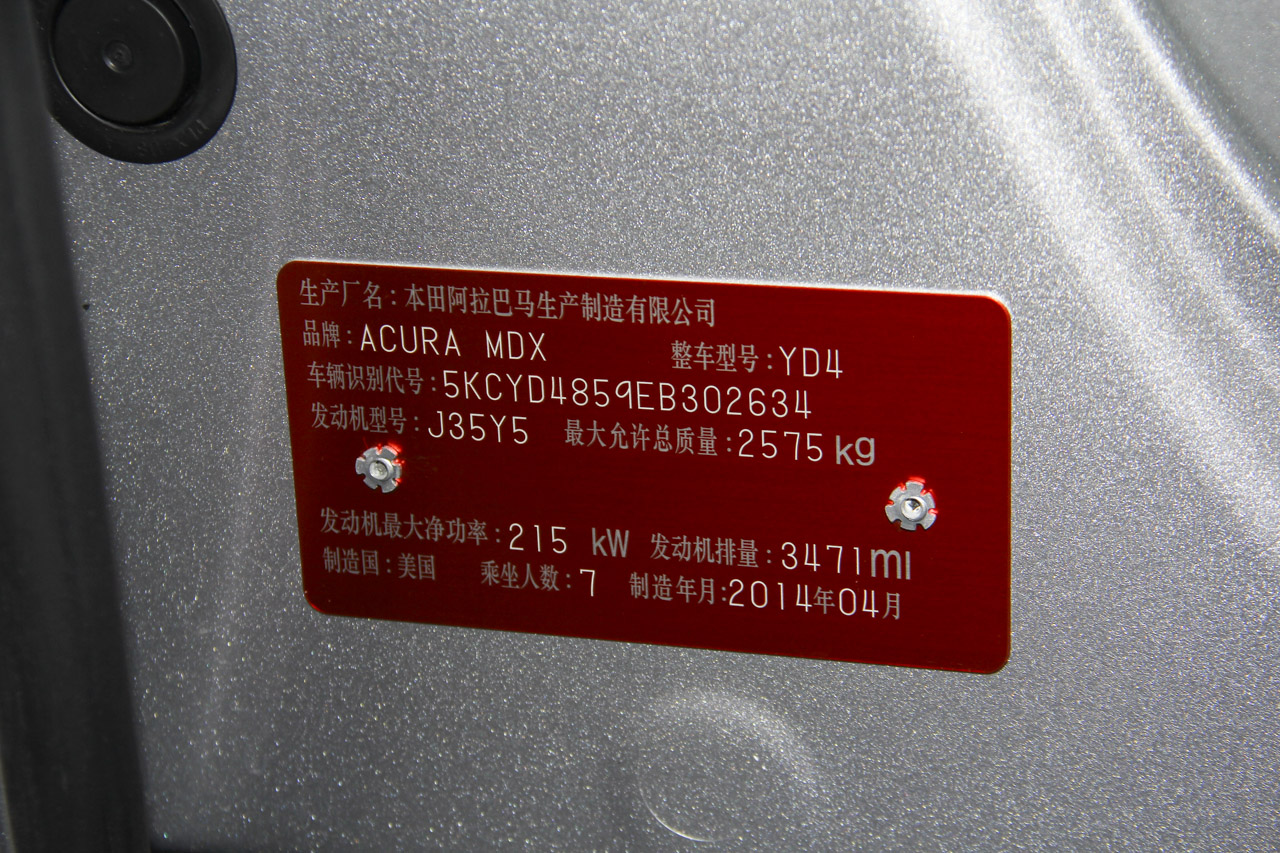 生产厂名：本田阿拉巴马生产制造有限公司
品牌：ACURA MDX 整车型号：YD4
车辆识别代号：5KCYD4859EB302634
发动机型号：J35Y5 最大允许总质量：2575kg
发动机最大净功率：215 kW 发动机排量：3471ml
制造国：美国 乘坐人数：7 制造年月：2014年04月